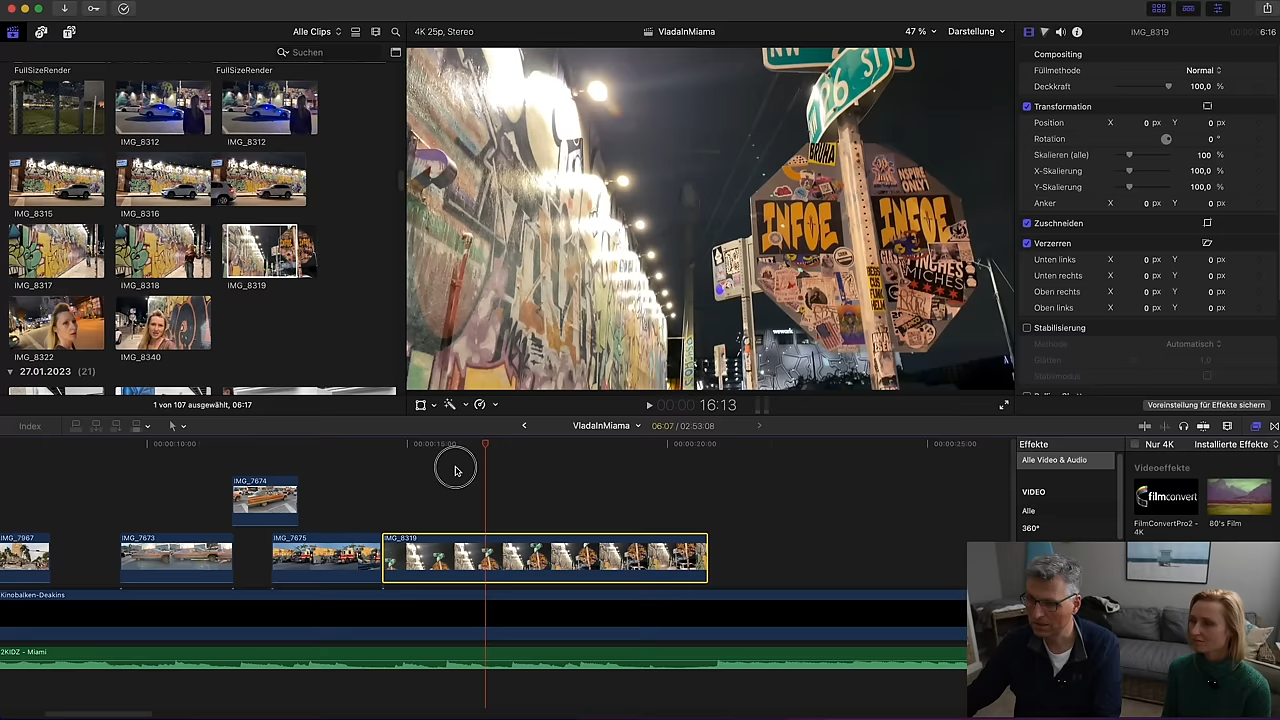 Alle Clips
4K 25p, Stereo
VladaInMiama
47 %
Darstellung
IMG_8319
6:16
Suchen
FullSizeRender
FullSizeRender
IMG_8312
IMG_8312
IMG_8315
IMG_8316
IMG_8317
IMG_8318
IMG_8319
IMG_8322
IMG_8340
27.01.2023 (21)
1 von 107 ausgewählt, 06:17
NW
26 ST
BRUHA
ASPIRE
ONLY!
INFOE
INFOE
MICHES
wework
00:00 16:13
Compositing
Füllmethode Normal
Deckkraft 100,0 %
Transformation
Position X 0 px Y 0 px
Rotation 0 °
Skalieren (alle) 100 %
X-Skalierung 100,0 %
Y-Skalierung 100,0 %
Anker X 0 px Y 0 px
Zuschneiden
Verzerren
Unten links X 0 px Y 0 px
Unten rechts X 0 px Y 0 px
Oben rechts X 0 px Y 0 px
Oben links X 0 px Y 0 px
Stabilisierung
Methode Automatisch
Glätten 1,0
Voreinstellung für Effekte sichern
Index
VladaInMiama
06:07 / 02:53:08
00:00:10:00
00:00:15:00
00:00:20:00
00:00:25:00
IMG_7674
IMG_7967
IMG_7673
IMG_7675
IMG_8319
Kinobalken-Deakins
2KIDZ - Miami
Effekte
Nur 4K
Installierte Effekte
Alle Video & Audio
VIDEO
Alle
360°
Videoeffekte
filmconvert
FilmConvertPro2 -
4K
80's Film